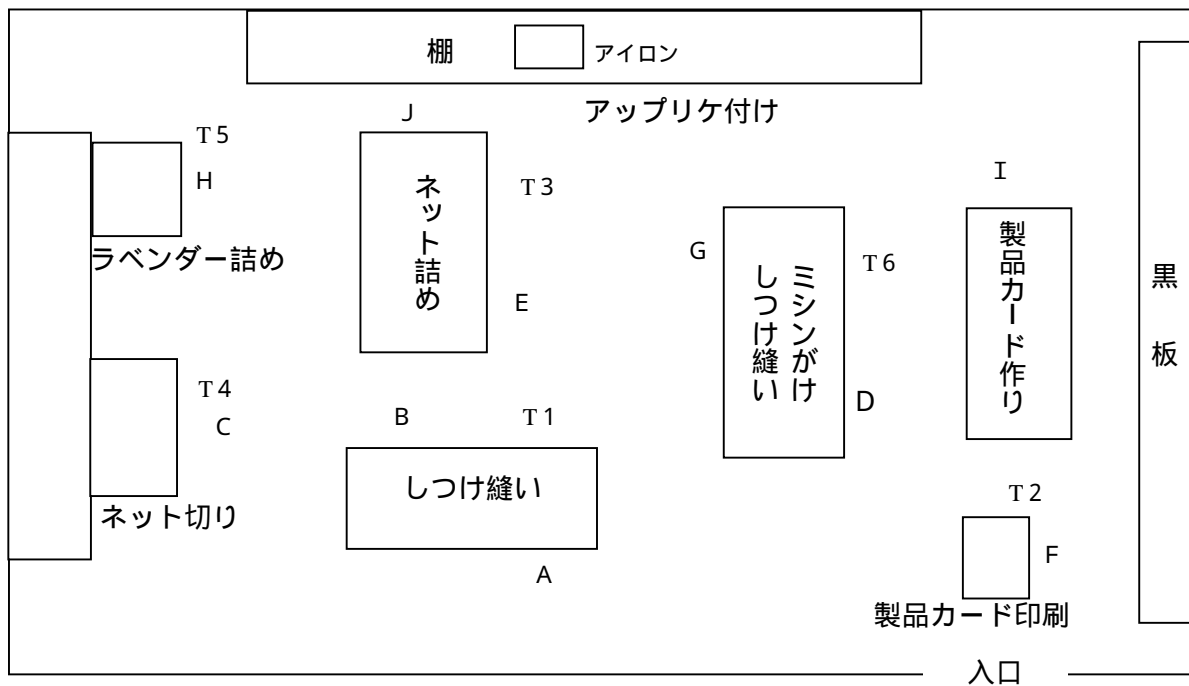 棚
アイロン
J
アップリケ付け
T5
H
ラベンダー詰め
ネット詰め
T3
E
I
製品カード作り
G
T6
ミシンがけ
しつけ縫い
D
黒板
T4
C
ネット切り
B
T1
しつけ縫い
A
T2
F
製品カード印刷
入口